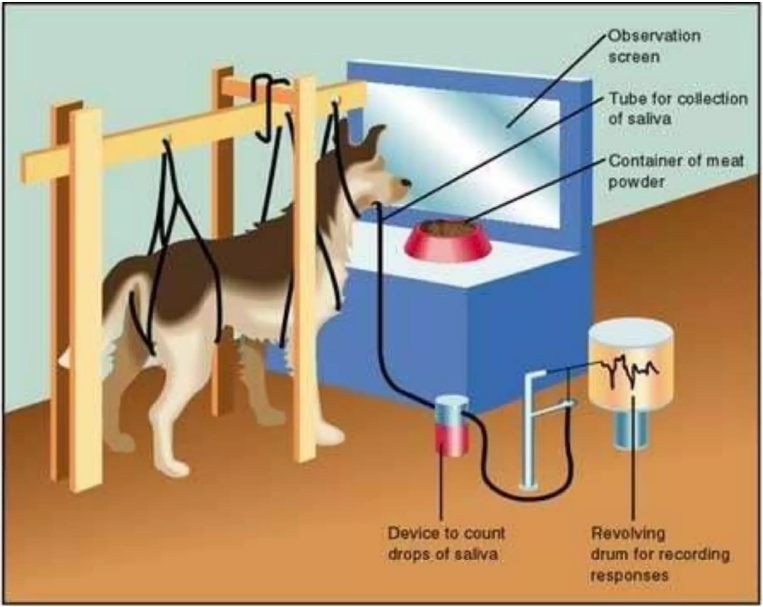 Observation
screen
Tube for collection
of saliva
Container of meat
powder
Device to count
drops of saliva
Revolving
drum for recording
responses